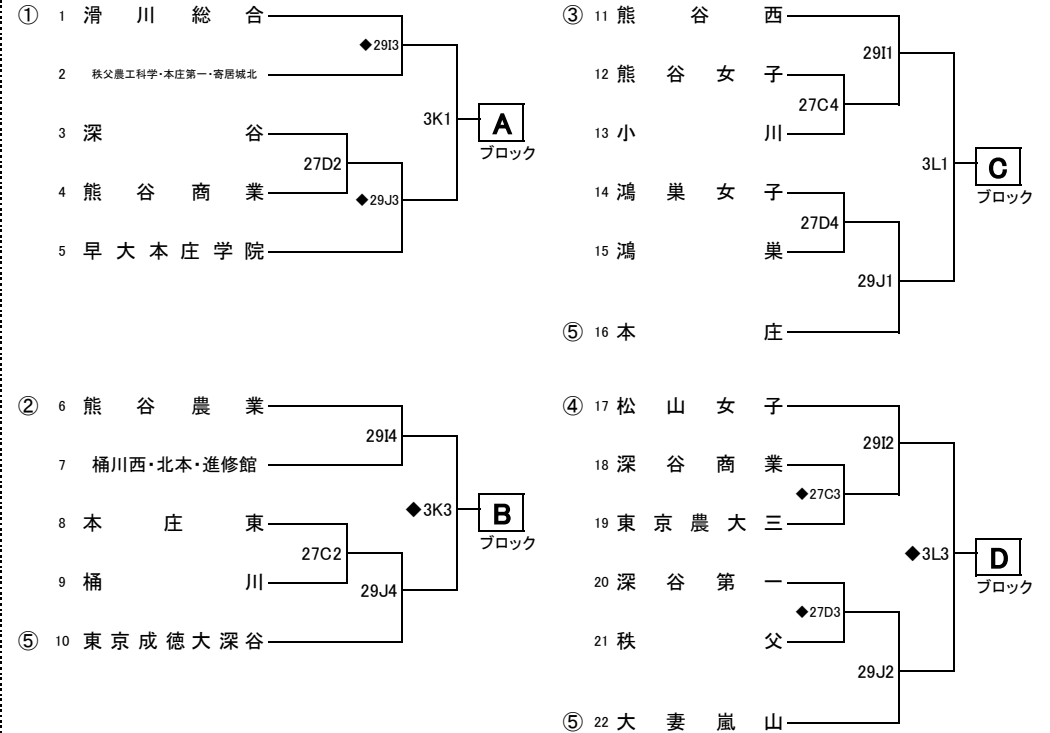 ① 1 滑川総合
◆29I3
2 秩父農工科学・本庄第一・寄居城北
3K1
A
ブロック
3 深谷
27D2
4 熊谷商業
◆29J3
5 早大本庄学院
② 6 熊谷農業
29I4
7 桶川西・北本・進修館
◆3K3
B
ブロック
8 本庄東
27C2
9 桶川
29J4
⑤ 10 東京成徳大深谷
③ 11 熊谷西
29I1
12 熊谷女子
27C4
13 小川
3L1
C
ブロック
14 鴻巣女子
27D4
15 鴻巣
29J1
⑤ 16 本庄
④ 17 松山女子
29I2
18 深谷商業
◆27C3
19 東京農大三
◆3L3
D
ブロック
20 深谷第一
◆27D3
21 秩父
29J2
⑤ 22 大妻嵐山